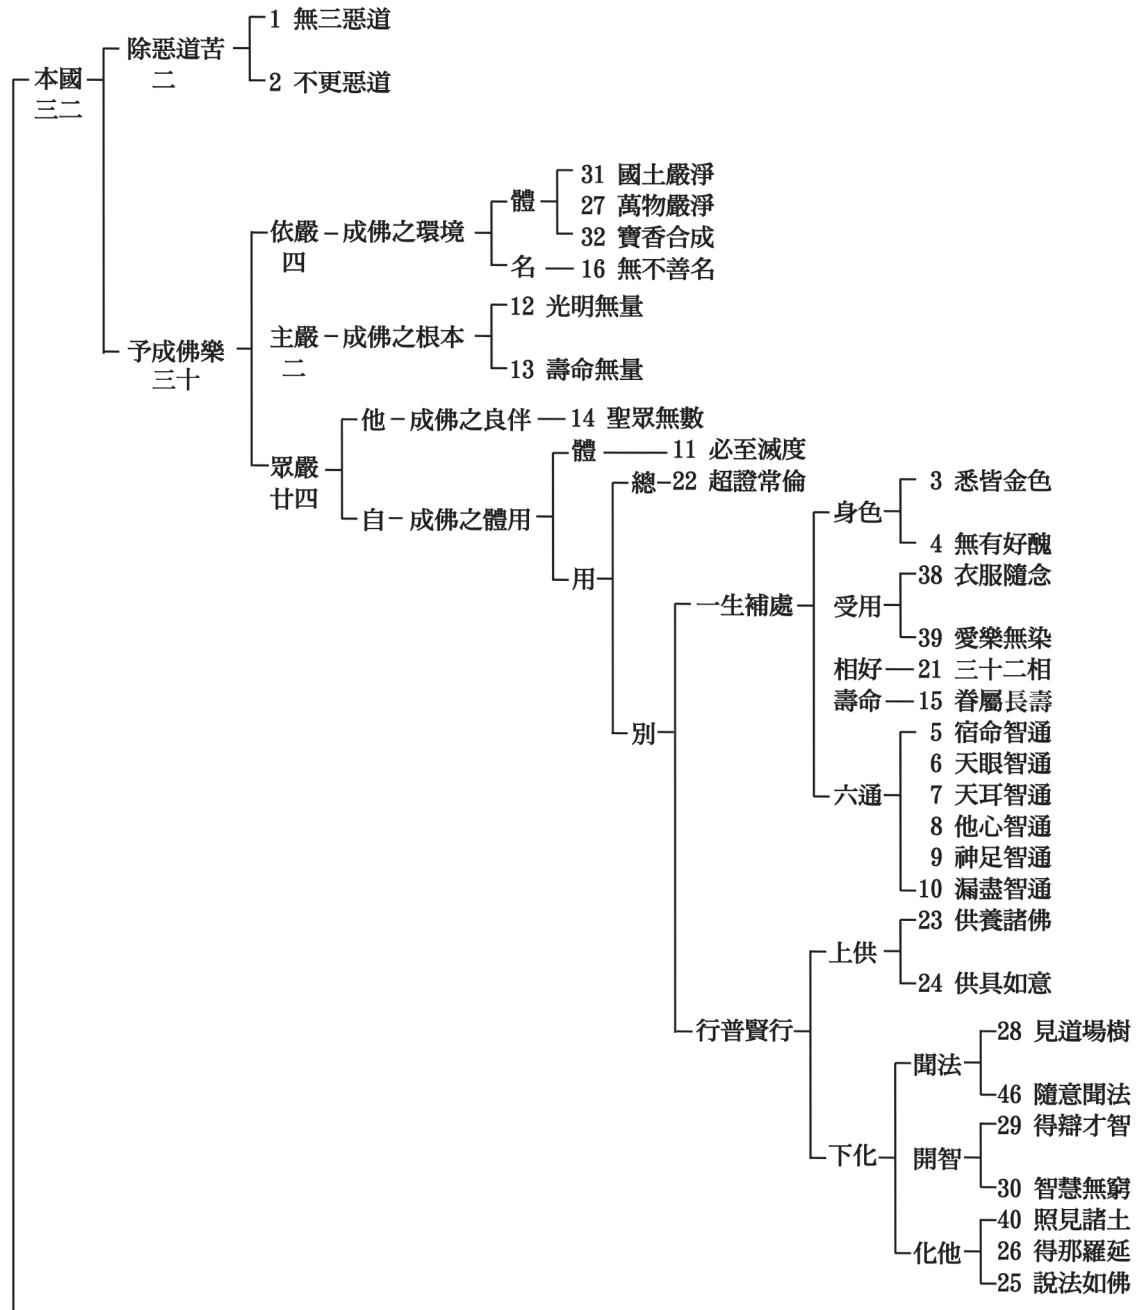 1 無三惡道
除惡道苦
二
2 不更惡道
本國
三二
31 國土嚴淨
體
27 萬物嚴淨
32 寶香合成
依嚴 – 成佛之環境
四
名 — 16 無不善名
12 光明無量
主嚴 – 成佛之根本
二
予成佛樂
三十
13 壽命無量
他 – 成佛之良伴 — 14 聖眾無數
體 — 11 必至滅度
眾嚴
廿四
總 – 22 超證常倫
自 – 成佛之體用
用
3 悉皆金色
身色
4 無有好醜
38 衣服隨念
一生補處
受用
39 愛樂無染
相好 — 21 三十二相
壽命 — 15 眷屬長壽
別
5 宿命智通
6 天眼智通
六通
7 天耳智通
8 他心智通
9 神足智通
10 漏盡智通
23 供養諸佛
上供
24 供具如意
行普賢行
28 見道場樹
聞法
46 隨意聞法
29 得辯才智
下化
開智
30 智慧無窮
40 照見諸土
化他
26 得那羅延
25 說法如佛